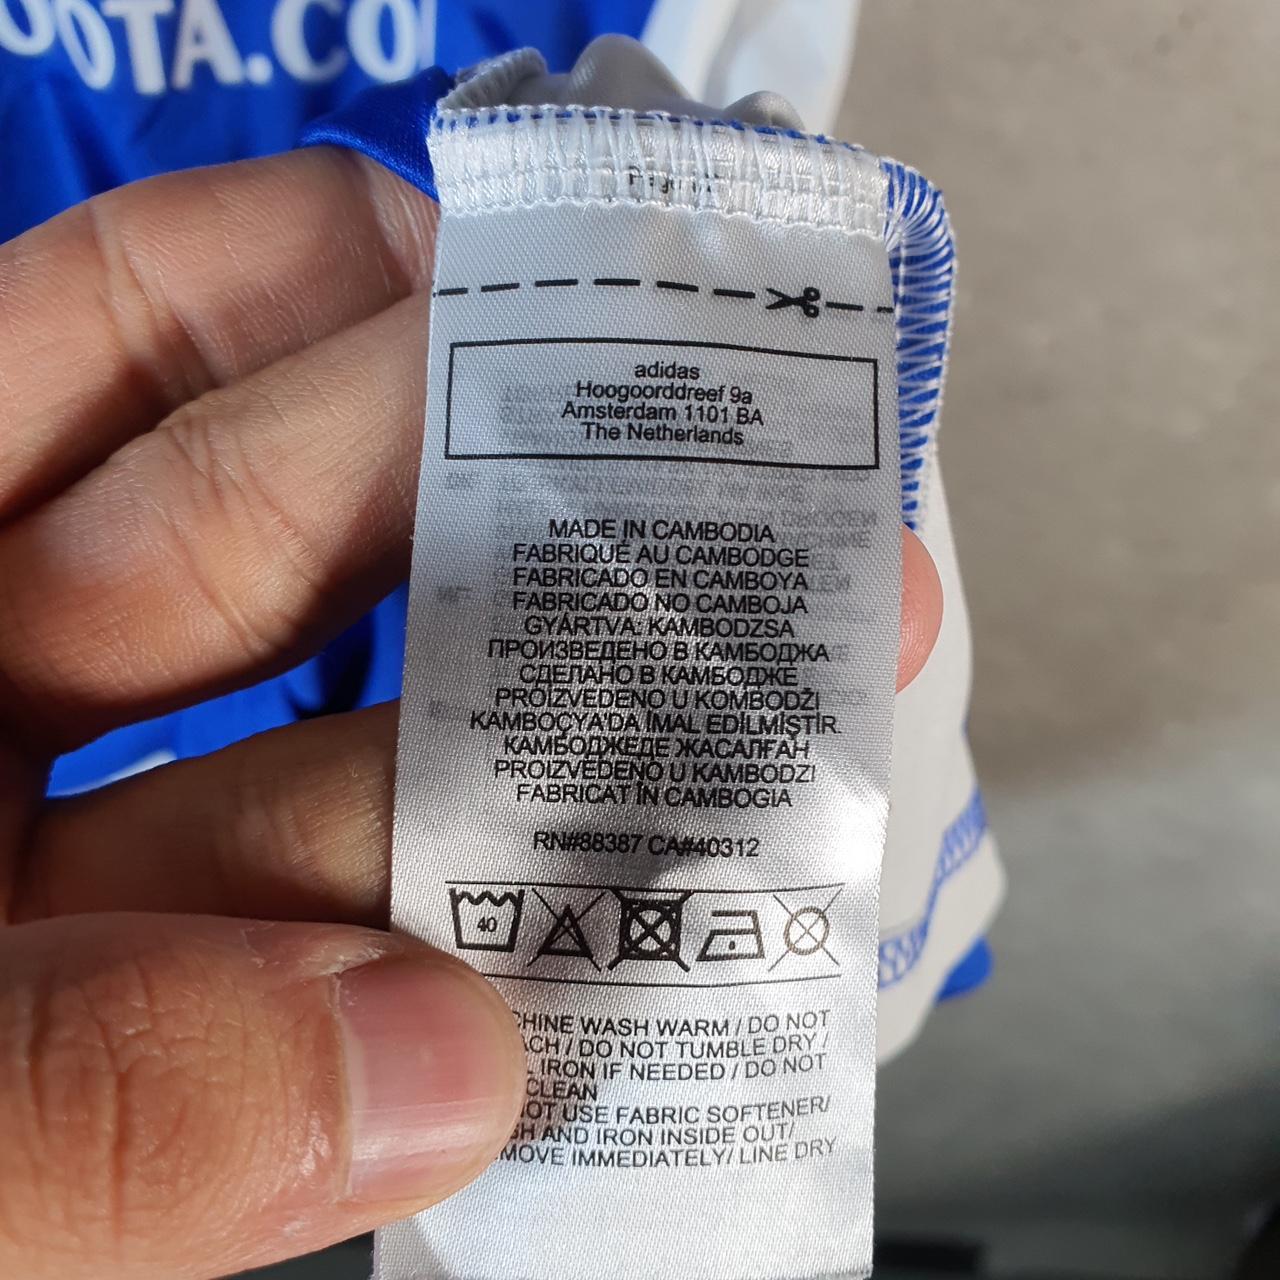 OTA.CO
adidas
Hoogoorddreef 9a
Amsterdam 1101 BA
The Netherlands
MADE IN CAMBODIA
FABRIQUÉ AU CAMBODGE
FABRICADO EN CAMBOYA
FABRICADO NO CAMBOJA
GYÁRTVA: KAMBODZSA
ПРОИЗВЕДЕНО В КАМБОДЖА
СДЕЛАНО В КАМБОДЖЕ
PROIZVEDENO U KOMBODŽI
KAMBOÇYA'DA İMAL EDİLMİŞTİR.
КАМБОДЖЕДЕ ЖАСАЛҒАН
PROIZVEDENO U KAMBODZI
FABRICAT ÎN CAMBOGIA
RN#88387 CA#40312
40
CHINE WASH WARM / DO NOT
ACH / DO NOT TUMBLE DRY /
IRON IF NEEDED / DO NOT
CLEAN
OT USE FABRIC SOFTENER/
SH AND IRON INSIDE OUT/
MOVE IMMEDIATELY/ LINE DRY